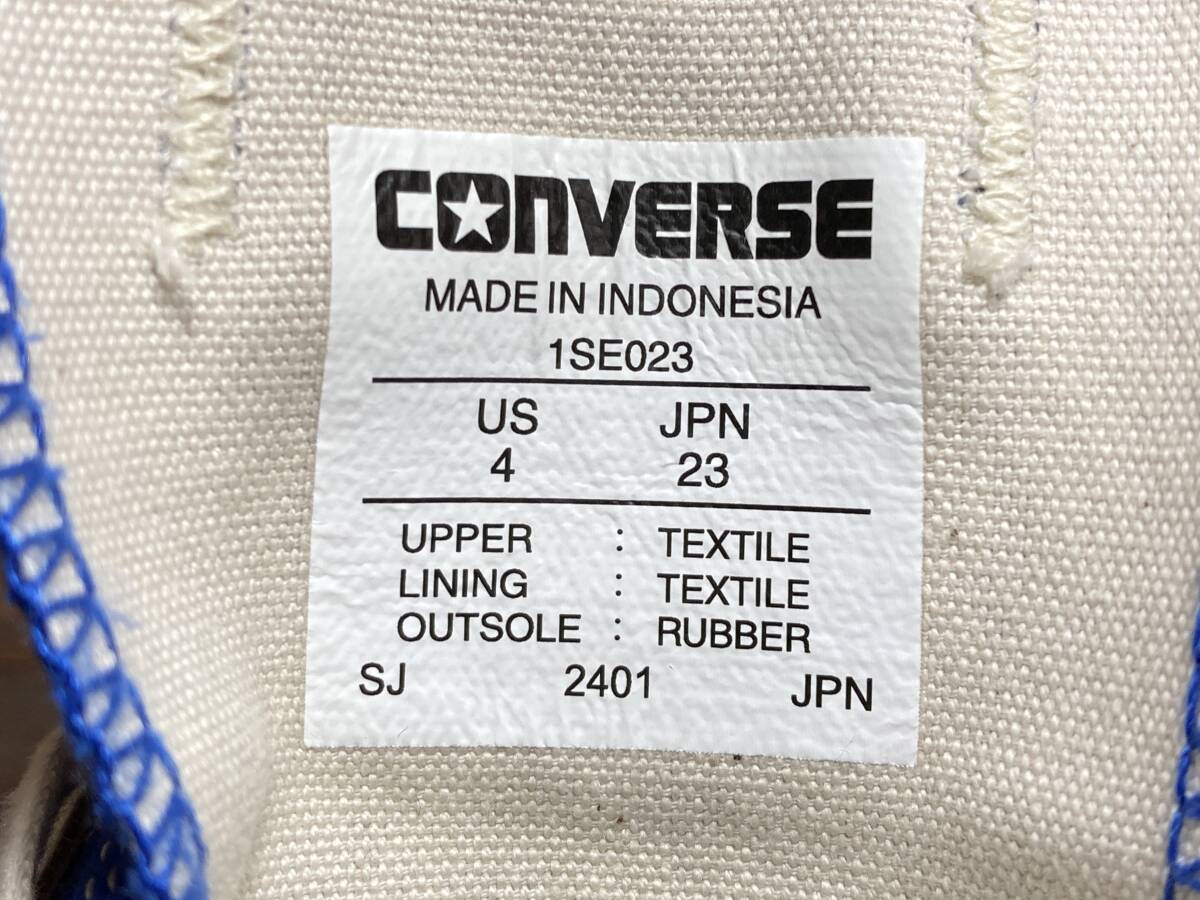 CONVERSE
MADE IN INDONESIA
1SE023
US JPN
4 23
UPPER : TEXTILE
LINING : TEXTILE
OUTSOLE : RUBBER
SJ 2401 JPN